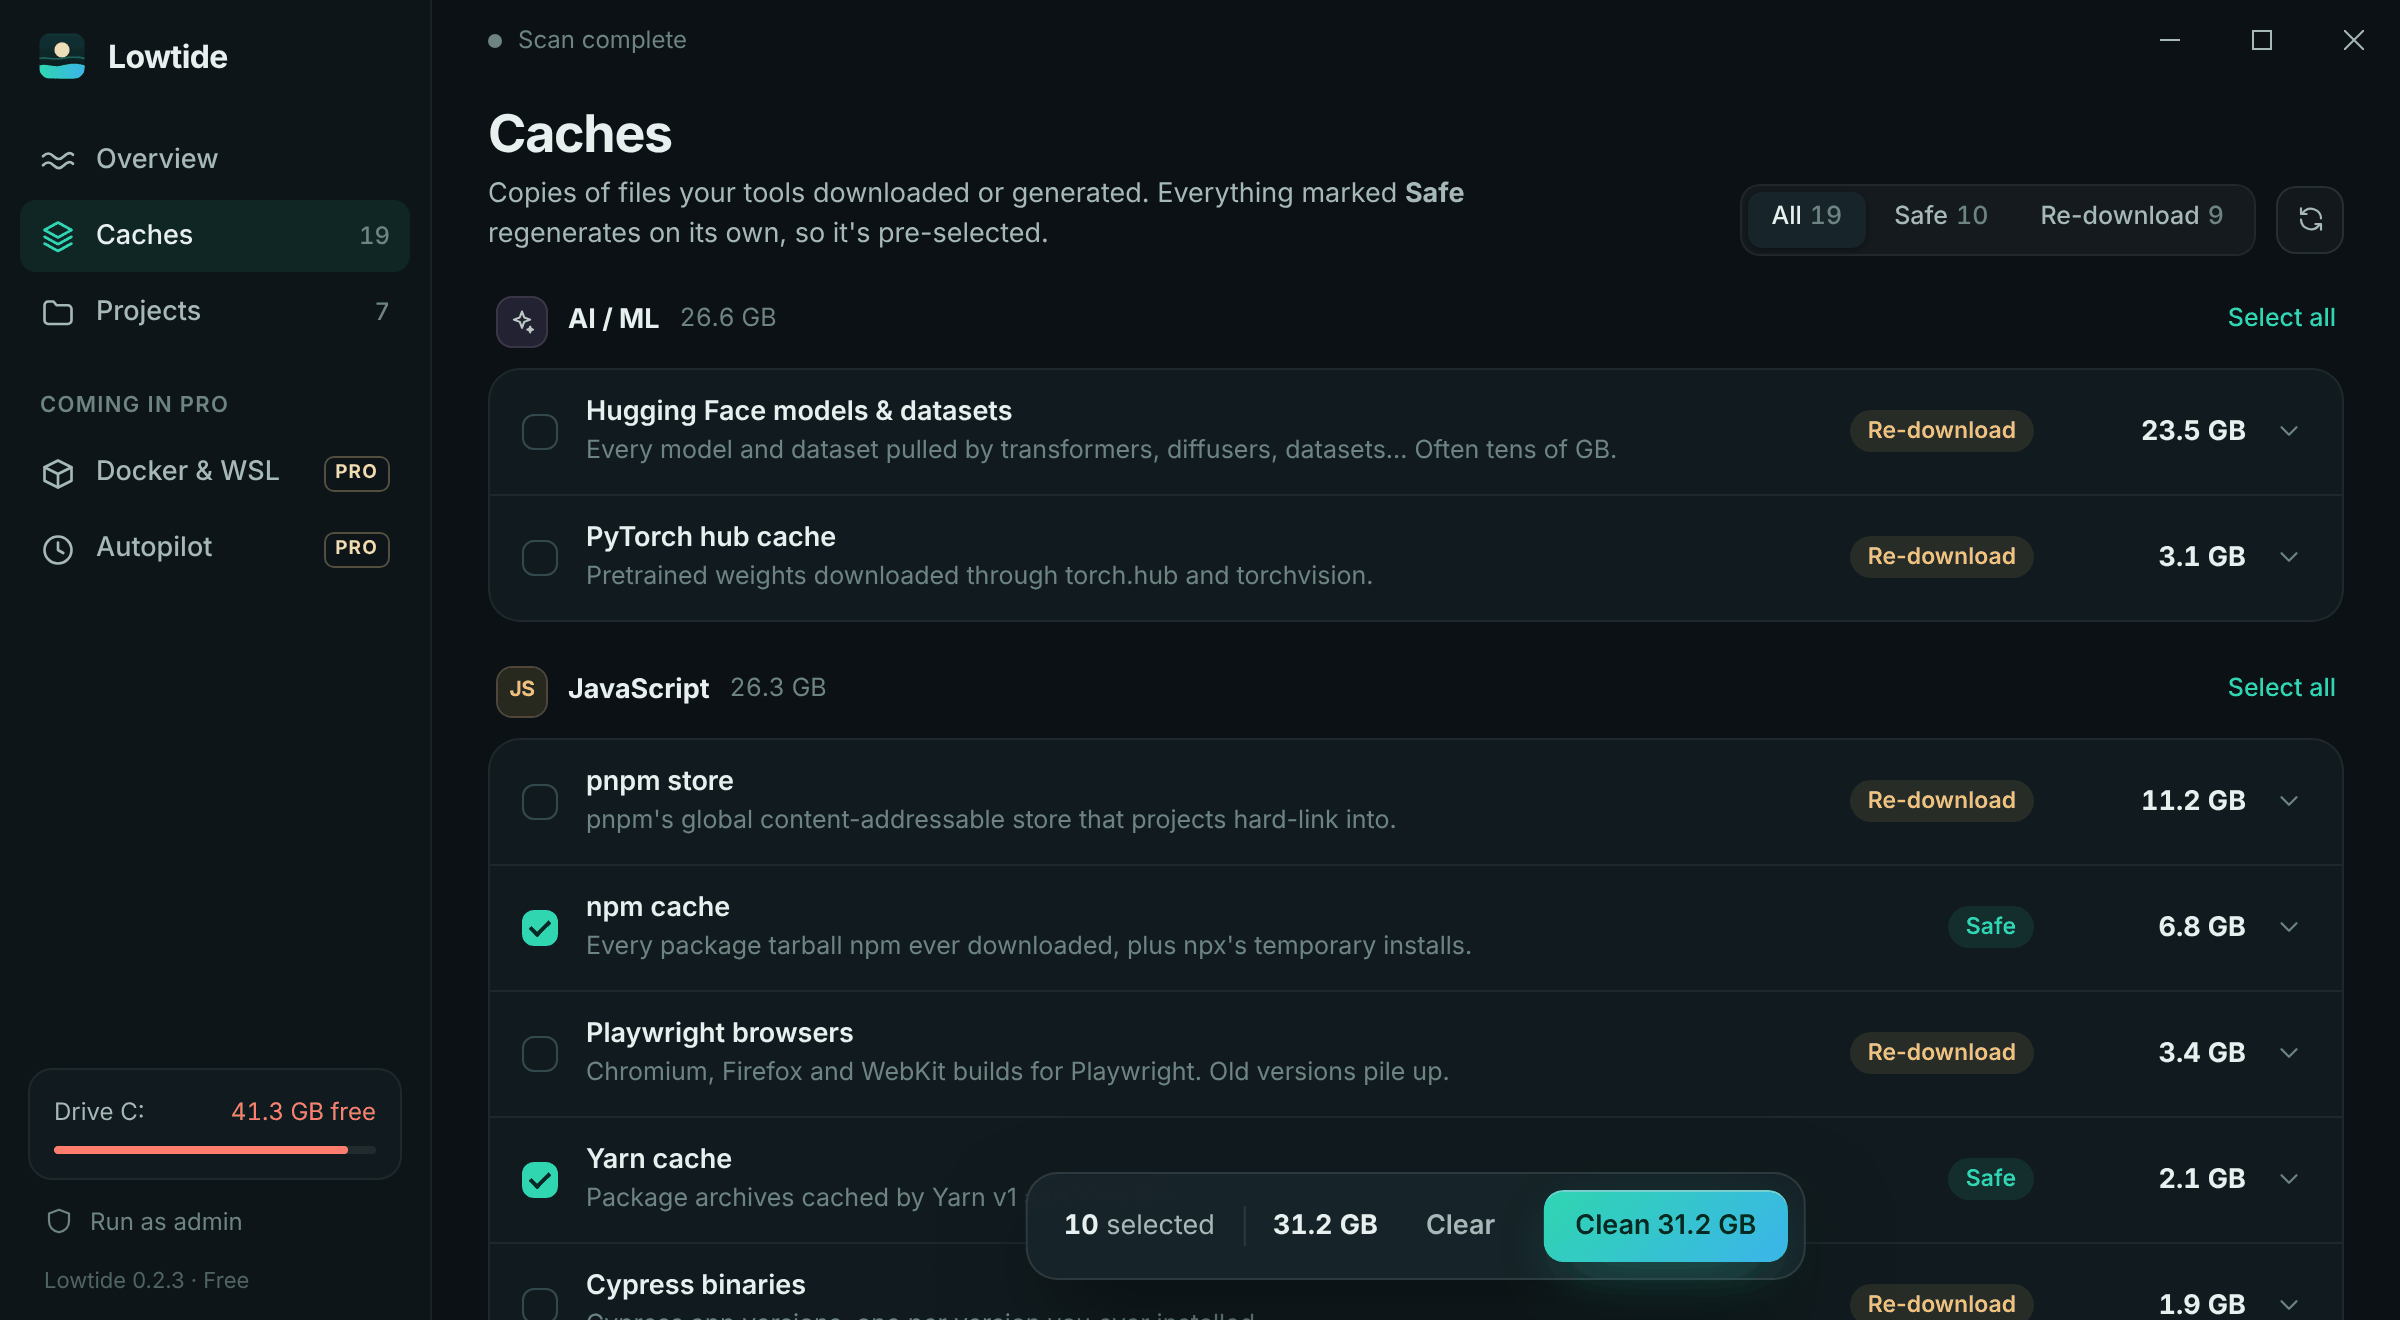 Lowtide
Overview
Caches 19
Projects 7
COMING IN PRO
Docker & WSL PRO
Autopilot PRO
Drive C: 41.3 GB free
Run as admin
Lowtide 0.2.3 · Free
Scan complete
Caches
Copies of files your tools downloaded or generated. Everything marked Safe
regenerates on its own, so it's pre-selected.
All 19 Safe 10 Re-download 9
AI / ML 26.6 GB Select all
Hugging Face models & datasets
Every model and dataset pulled by transformers, diffusers, datasets... Often tens of GB.
Re-download 23.5 GB
PyTorch hub cache
Pretrained weights downloaded through torch.hub and torchvision.
Re-download 3.1 GB
JS JavaScript 26.3 GB Select all
pnpm store
pnpm's global content-addressable store that projects hard-link into.
Re-download 11.2 GB
npm cache
Every package tarball npm ever downloaded, plus npx's temporary installs.
Safe 6.8 GB
Playwright browsers
Chromium, Firefox and WebKit builds for Playwright. Old versions pile up.
Re-download 3.4 GB
Yarn cache
Package archives cached by Yarn v1
Safe 2.1 GB
10 selected 31.2 GB Clear Clean 31.2 GB
Cypress binaries
Re-download 1.9 GB